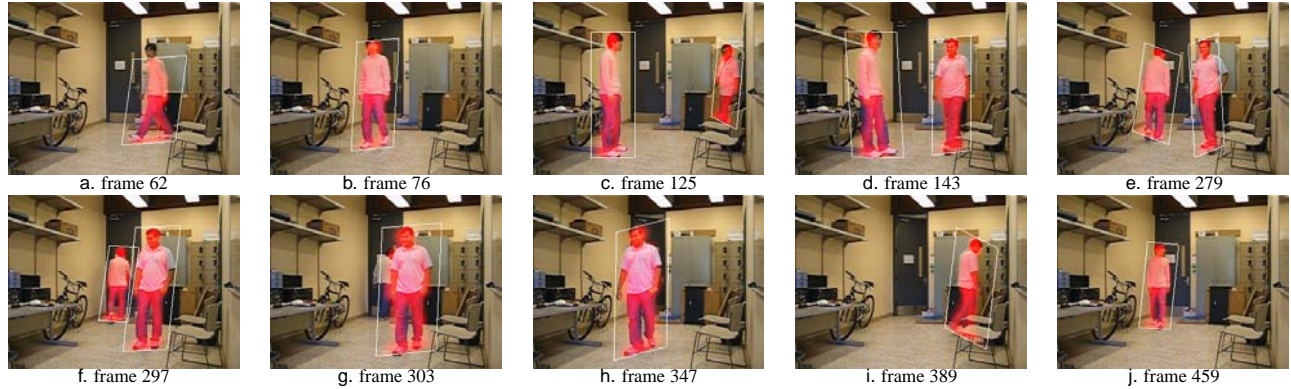 a. frame 62
b. frame 76
c. frame 125
d. frame 143
e. frame 279
f. frame 297
g. frame 303
h. frame 347
i. frame 389
j. frame 459